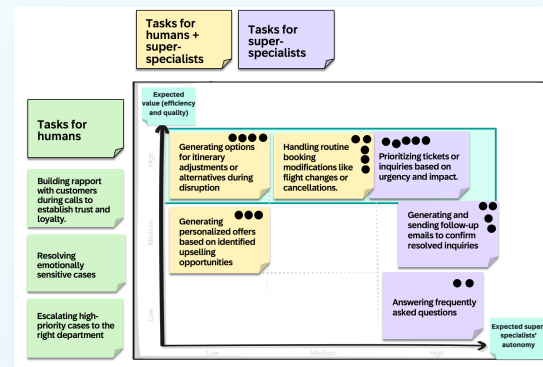 Tasks for
humans +
super-
specialists
Tasks for
super-
specialists
Tasks for
humans
Building rapport
with customers
during calls to
establish trust and
loyalty.
Resolving
emotionally
sensitive cases
Escalating high-
priority cases to the
right department
Expected
value (efficiency
and quality)
High
Medium
Low
Generating options
for itinerary
adjustments or
alternatives during
disruption
Handling routine
booking
modifications like
flight changes or
cancellations.
Prioritizing tickets or
inquiries based on
urgency and impact.
Generating
personalized offers
based on identified
upselling
opportunities
Generating and
sending follow-up
emails to confirm
resolved inquiries
Answering frequently
asked questions
Low
Medium
High
Expected super
specialists'
autonomy